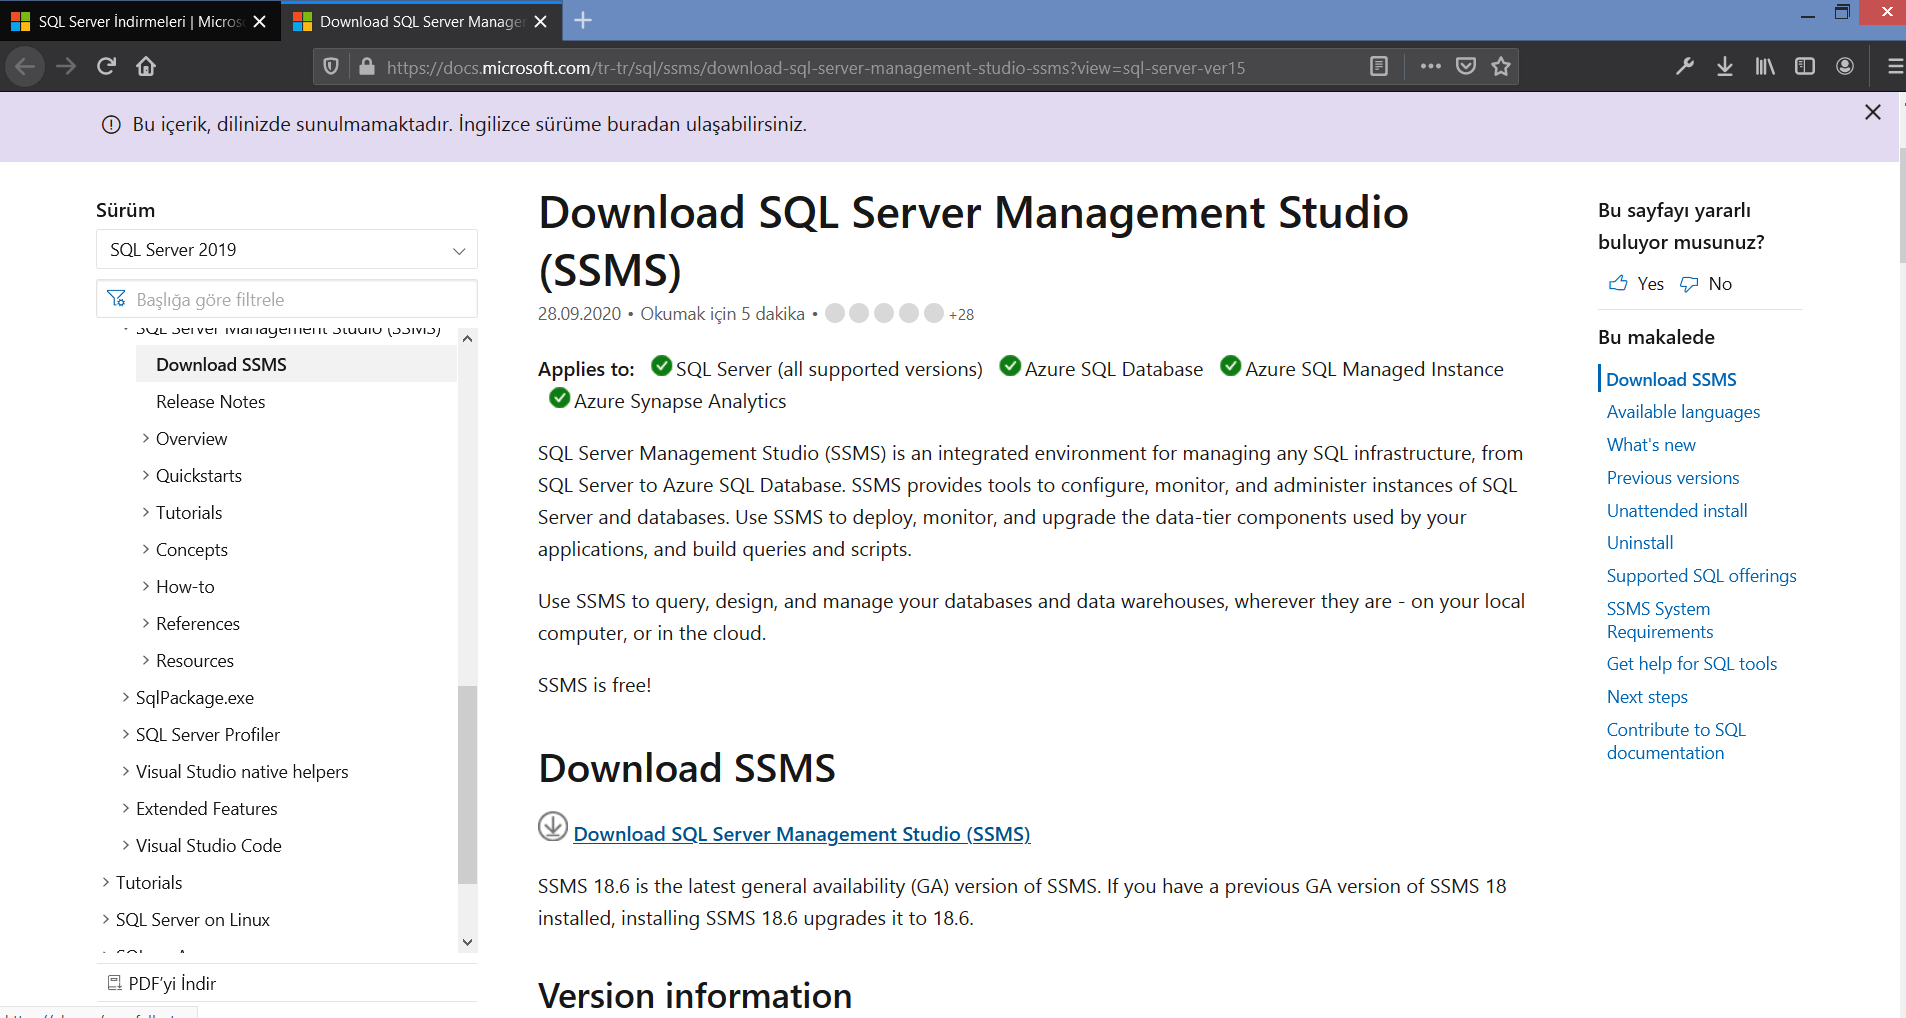 SQL Server İndirmeleri | Micros
Download SQL Server Manager
https://docs.microsoft.com/tr-tr/sql/ssms/download-sql-server-management-studio-ssms?view=sql-server-ver15
Bu içerik, dilinizde sunulmamaktadır. İngilizce sürüme buradan ulaşabilirsiniz.
Sürüm
SQL Server 2019
Başlığa göre filtrele
SQL Server Management Studio (SSMS)
Download SSMS
Release Notes
Overview
Quickstarts
Tutorials
Concepts
How-to
References
Resources
SqlPackage.exe
SQL Server Profiler
Visual Studio native helpers
Extended Features
Visual Studio Code
Tutorials
SQL Server on Linux
PDF’yi İndir
Download SQL Server Management Studio
(SSMS)
28.09.2020 • Okumak için 5 dakika • +28
Applies to: SQL Server (all supported versions) Azure SQL Database Azure SQL Managed Instance
Azure Synapse Analytics
SQL Server Management Studio (SSMS) is an integrated environment for managing any SQL infrastructure, from
SQL Server to Azure SQL Database. SSMS provides tools to configure, monitor, and administer instances of SQL
Server and databases. Use SSMS to deploy, monitor, and upgrade the data-tier components used by your
applications, and build queries and scripts.
Use SSMS to query, design, and manage your databases and data warehouses, wherever they are - on your local
computer, or in the cloud.
SSMS is free!
Download SSMS
Download SQL Server Management Studio (SSMS)
SSMS 18.6 is the latest general availability (GA) version of SSMS. If you have a previous GA version of SSMS 18
installed, installing SSMS 18.6 upgrades it to 18.6.
Version information
Bu sayfayı yararlı
buluyor musunuz?
Yes No
Bu makalede
Download SSMS
Available languages
What's new
Previous versions
Unattended install
Uninstall
Supported SQL offerings
SSMS System
Requirements
Get help for SQL tools
Next steps
Contribute to SQL
documentation